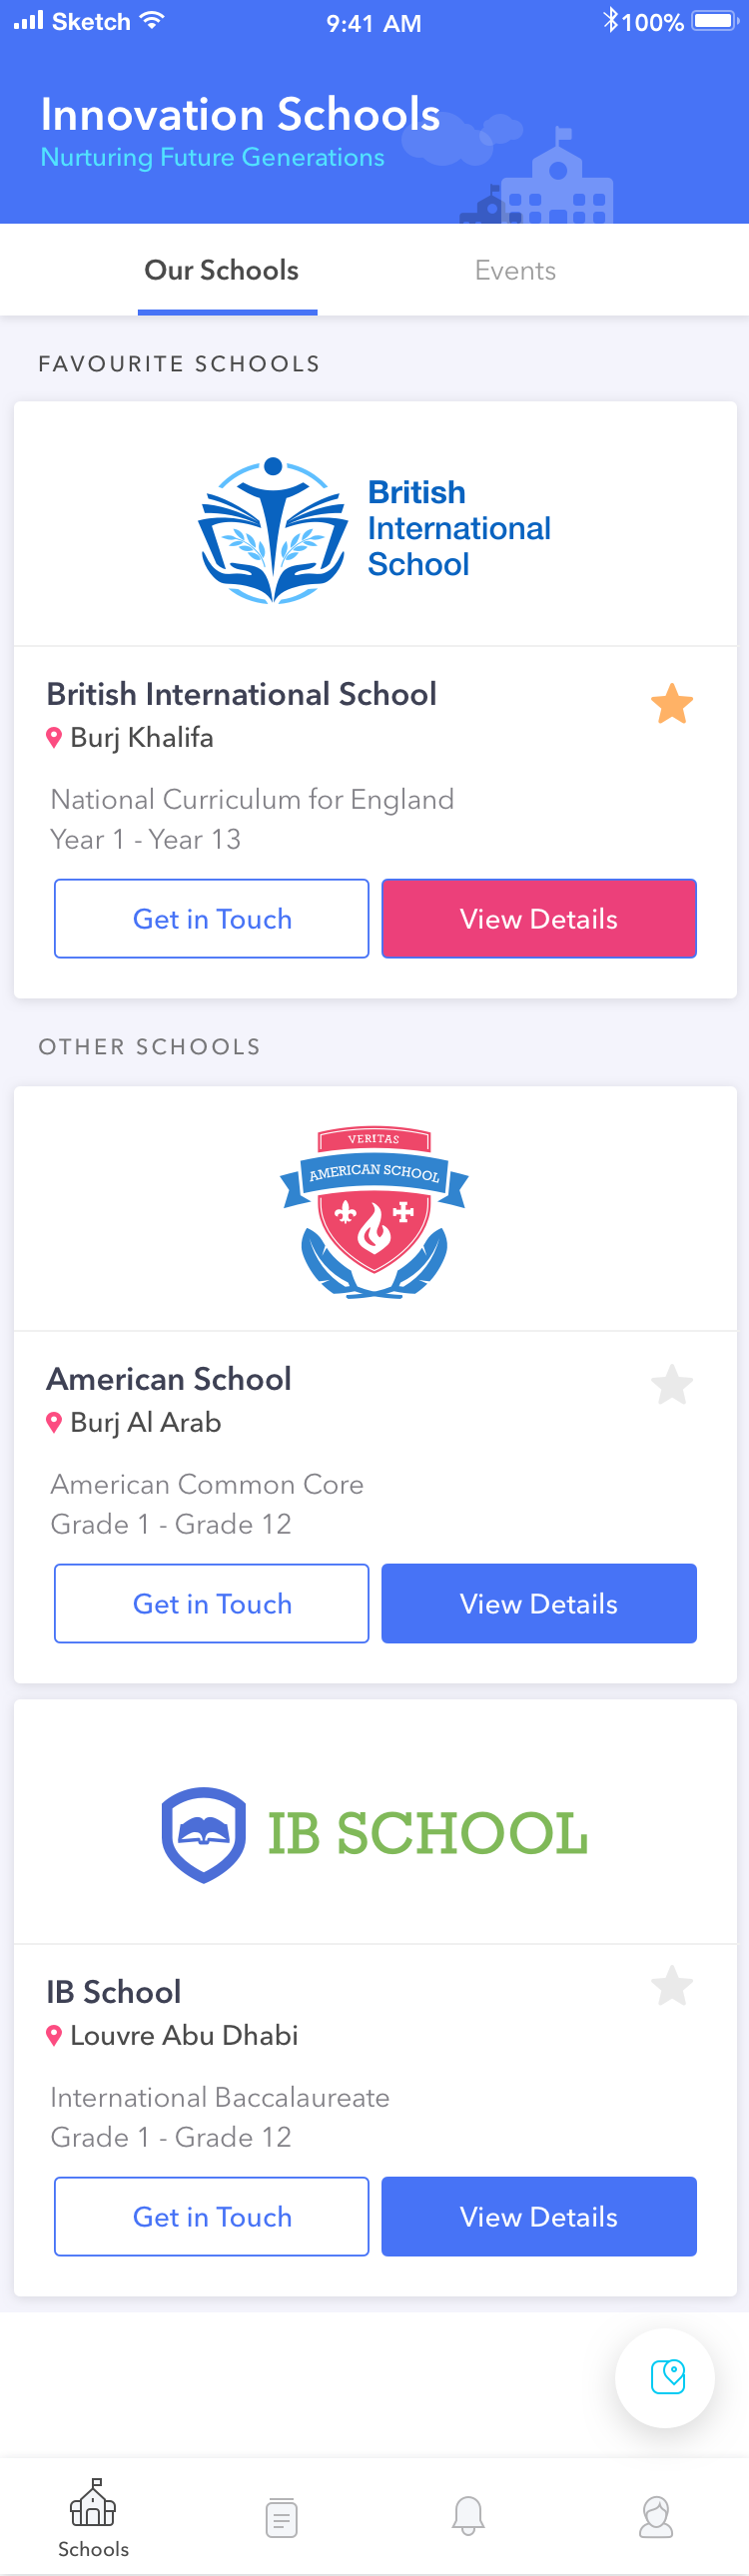 Sketch
9:41 AM
100%
Innovation Schools
Nurturing Future Generations
Our Schools
Events
FAVOURITE SCHOOLS
British
International
School
British International School
Burj Khalifa
National Curriculum for England
Year 1 - Year 13
Get in Touch
View Details
OTHER SCHOOLS
VERITAS
AMERICAN SCHOOL
American School
Burj Al Arab
American Common Core
Grade 1 - Grade 12
Get in Touch
View Details
IB SCHOOL
IB School
Louvre Abu Dhabi
International Baccalaureate
Grade 1 - Grade 12
Get in Touch
View Details
Schools